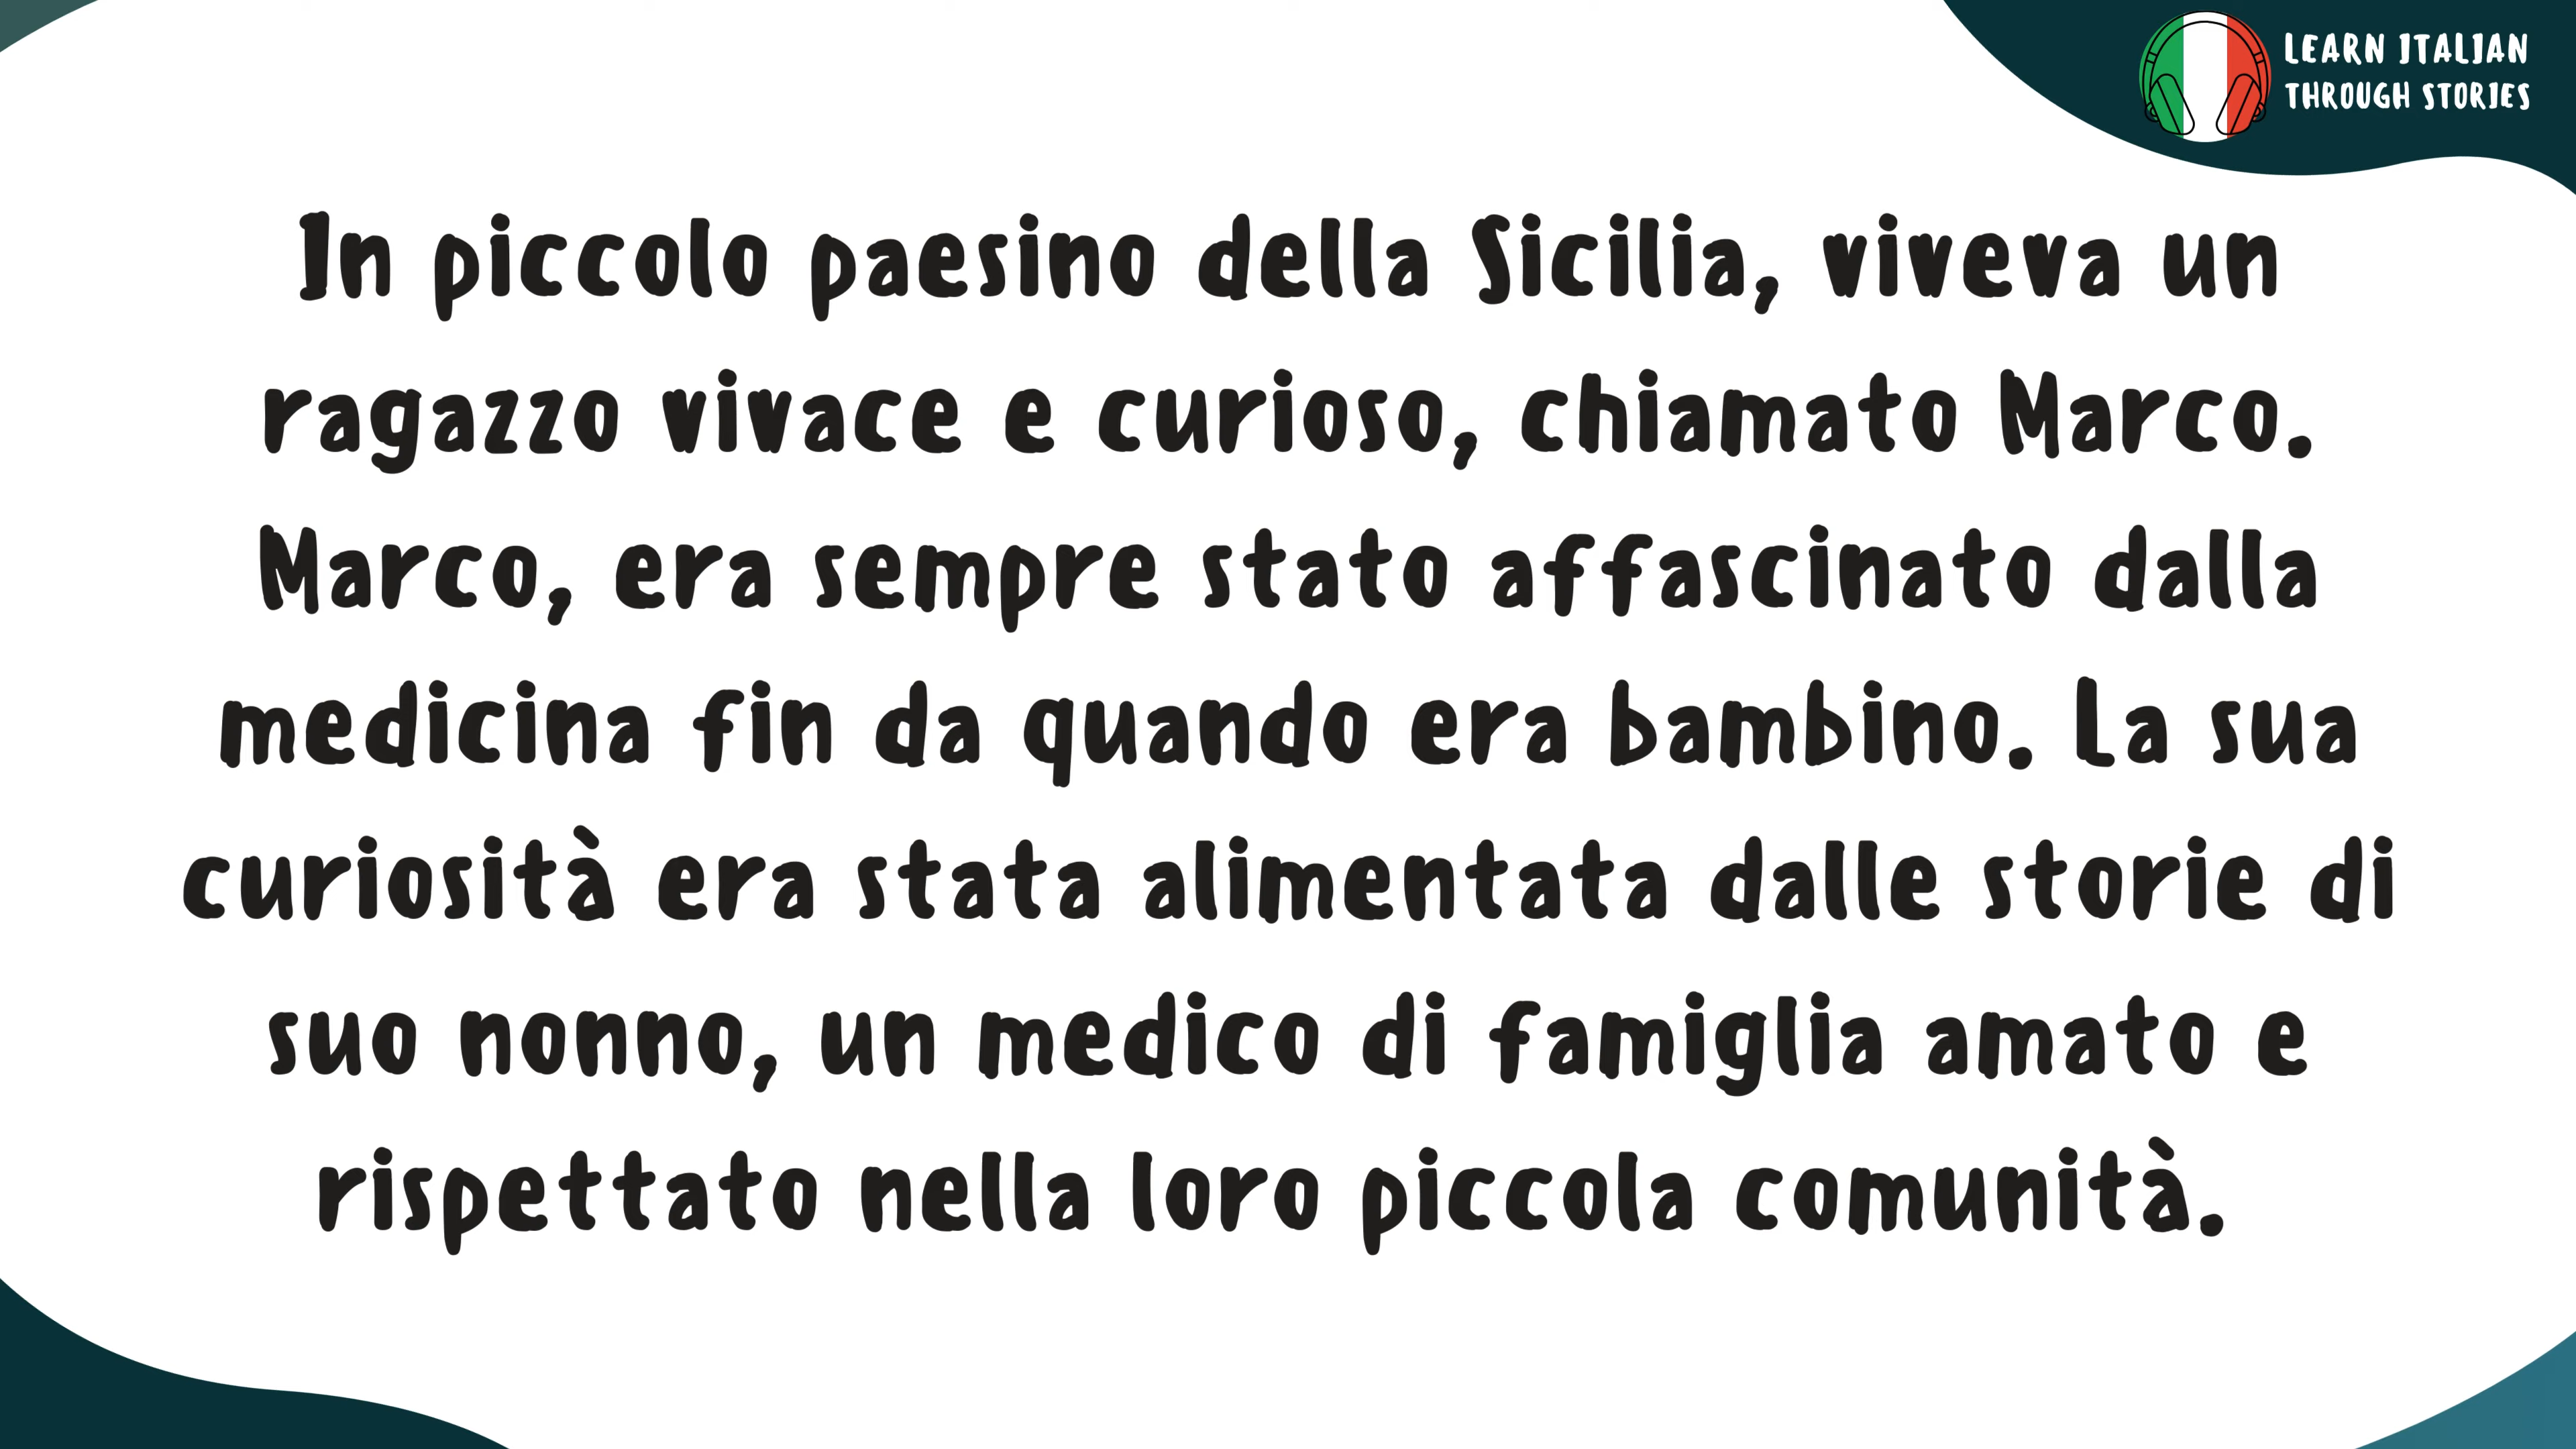 LEARN ITALIAN
THROUGH STORIES
In piccolo paesino della Sicilia, viveva un
ragazzo vivace e curioso, chiamato Marco.
Marco, era sempre stato affascinato dalla
medicina fin da quando era bambino. La sua
curiosità era stata alimentata dalle storie di
suo nonno, un medico di famiglia amato e
rispettato nella loro piccola comunità.